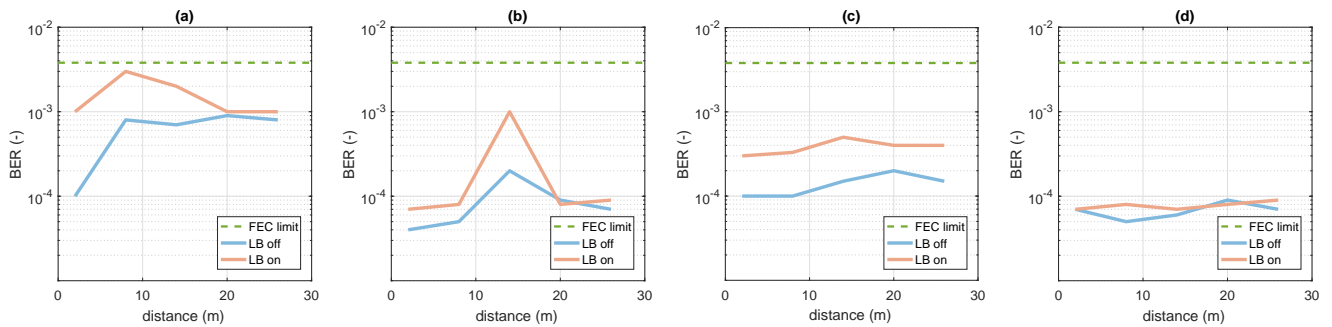 (a)
10^-2
10^-3
10^-4
BER (-)
FEC limit
LB off
LB on
0 10 20 30
distance (m)
(b)
10^-2
10^-3
10^-4
BER (-)
FEC limit
LB off
LB on
0 10 20 30
distance (m)
(c)
10^-2
10^-3
10^-4
BER (-)
FEC limit
LB off
LB on
0 10 20 30
distance (m)
(d)
10^-2
10^-3
10^-4
BER (-)
FEC limit
LB off
LB on
0 10 20 30
distance (m)